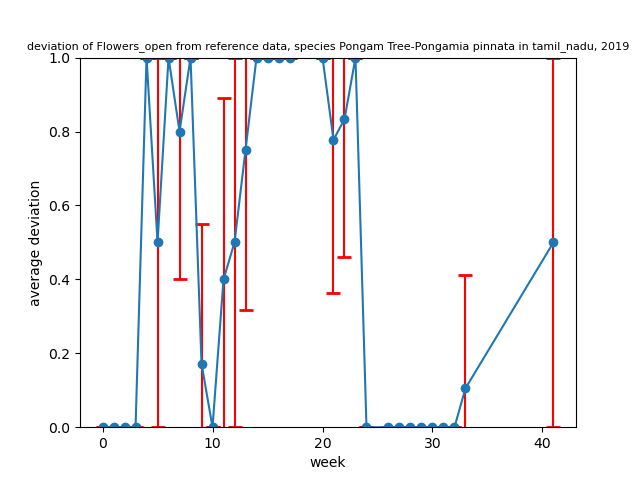 deviation of Flowers_open from reference data, species Pongam Tree-Pongamia pinnata in tamil_nadu, 2019
1.0
0.8
0.6
0.4
0.2
0.0
average deviation
0 10 20 30 40
week